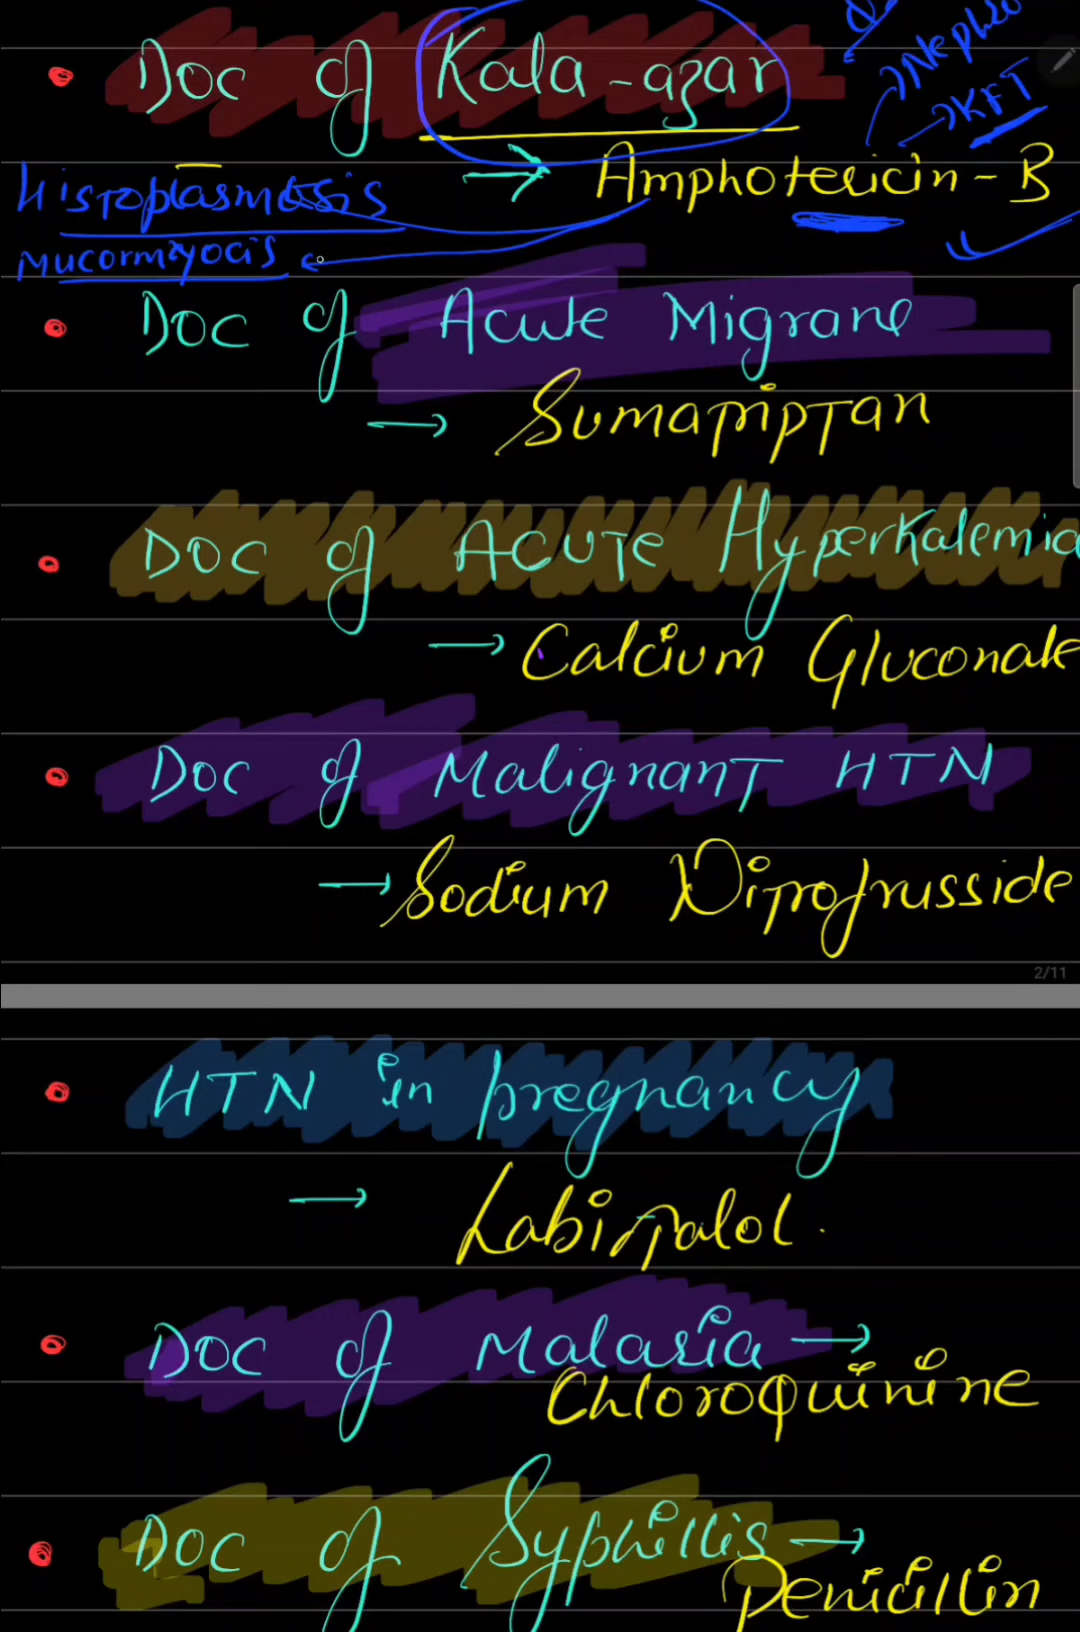 • Doc of Kala-azar
Nephro
KFT
→ Amphotericin-B
Histoplasmosis
Mucormyocis
• Doc of Acute Migrane
→ Sumatriptan
• Doc of Acute Hyperkalemia
→ Calcium Gluconate
• Doc of Malignant HTN
→ Sodium Nitroprusside
2/11
• HTN in pregnancy
→ Labetalol.
• Doc of Malaria →
Chloroquinine
• Doc of Syphillis →
Penicillin